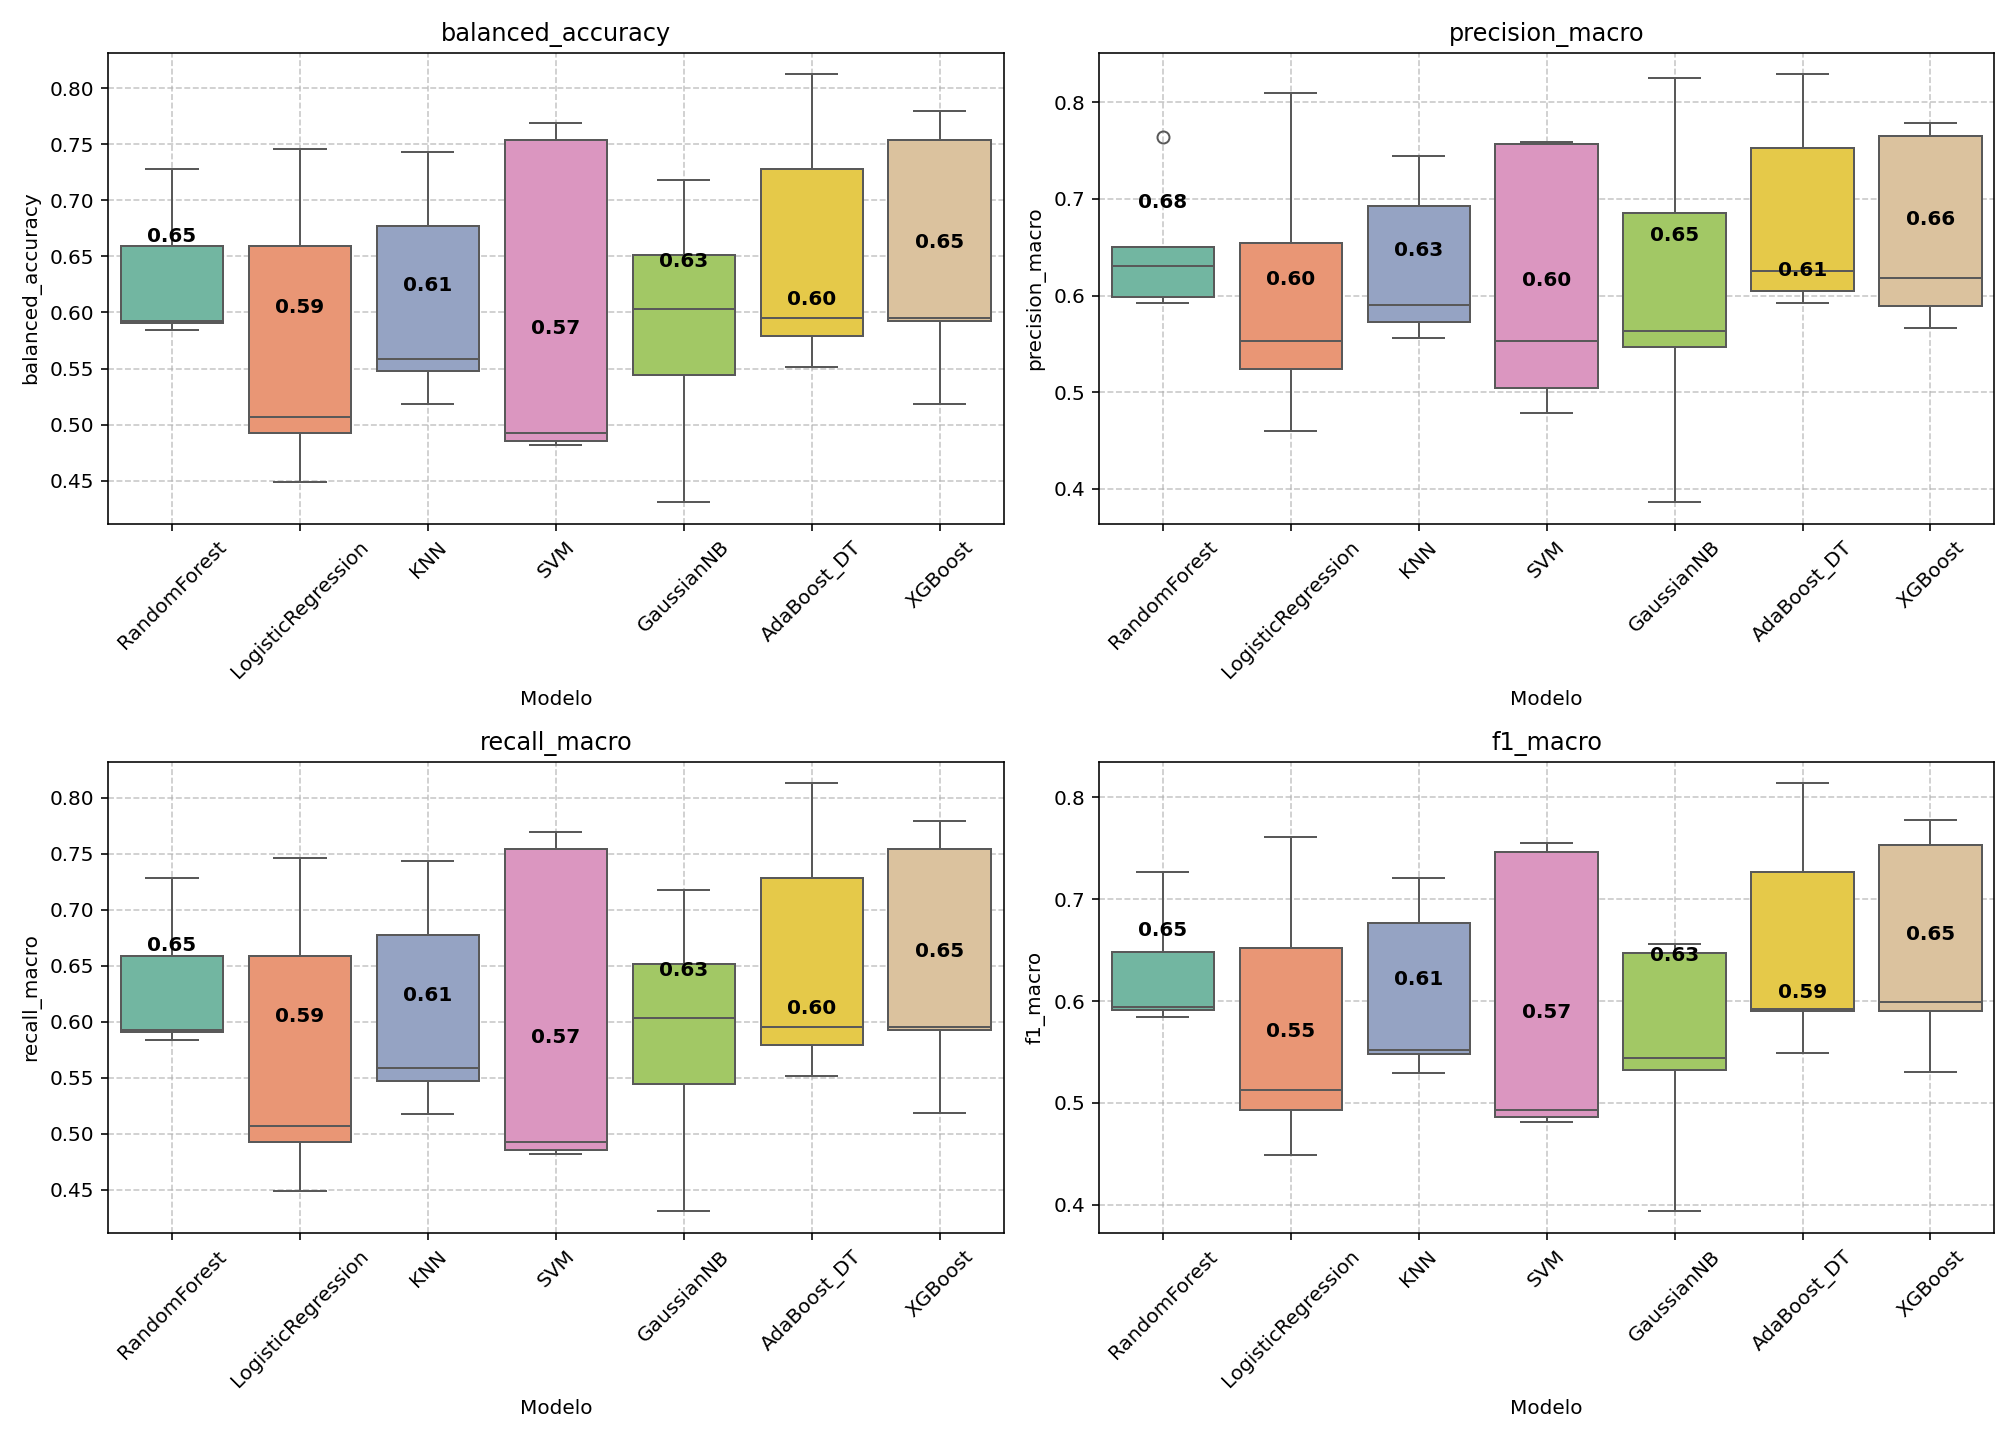 balanced_accuracy
balanced_accuracy
0.80
0.75
0.70
0.65
0.60
0.55
0.50
0.45
0.65
0.59
0.61
0.57
0.63
0.60
0.65
RandomForest
LogisticRegression
KNN
SVM
GaussianNB
AdaBoost_DT
XGBoost
Modelo
precision_macro
precision_macro
0.8
0.7
0.6
0.5
0.4
0.68
0.60
0.63
0.60
0.65
0.61
0.66
RandomForest
LogisticRegression
KNN
SVM
GaussianNB
AdaBoost_DT
XGBoost
Modelo
recall_macro
recall_macro
0.80
0.75
0.70
0.65
0.60
0.55
0.50
0.45
0.65
0.59
0.61
0.57
0.63
0.60
0.65
RandomForest
LogisticRegression
KNN
SVM
GaussianNB
AdaBoost_DT
XGBoost
Modelo
f1_macro
f1_macro
0.8
0.7
0.6
0.5
0.4
0.65
0.55
0.61
0.57
0.63
0.59
0.65
RandomForest
LogisticRegression
KNN
SVM
GaussianNB
AdaBoost_DT
XGBoost
Modelo